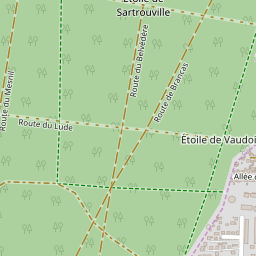 Étoile de
Sartrouville
Route du Belvédère
Route de Brancas
Route du Mesnil
Route du Lude
Étoile de Vaudoi
Allée d